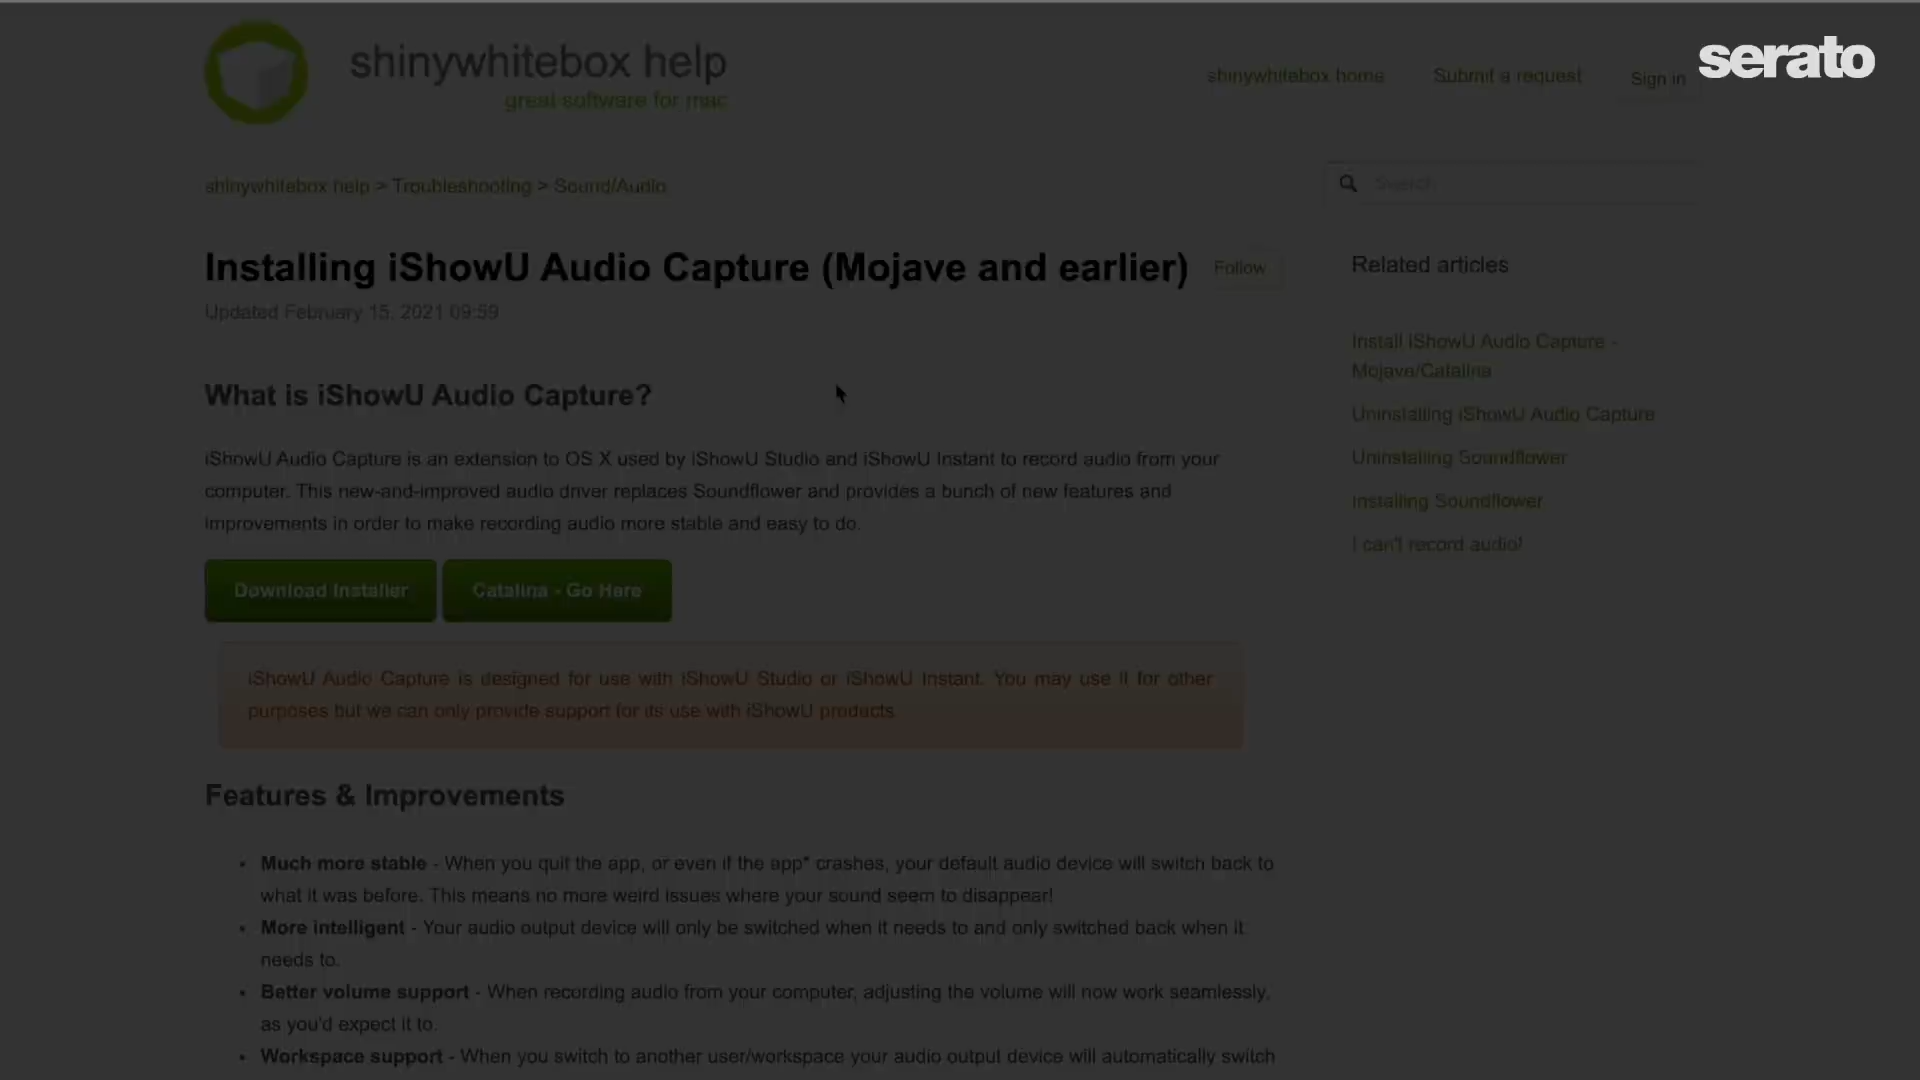 serato
shinywhitebox help
great software for mac
shinywhitebox home
Submit a request
Sign in
shinywhitebox help > Troubleshooting > Sound/Audio
Search
Installing iShowU Audio Capture (Mojave and earlier)
Follow
Updated February 15, 2021 09:59
What is iShowU Audio Capture?
iShowU Audio Capture is an extension to OS X used by iShowU Studio and iShowU Instant to record audio from your
computer. This new-and-improved audio driver replaces Soundflower and provides a bunch of new features and
improvements in order to make recording audio more stable and easy to do.
Download Installer
Catalina - Go Here
iShowU Audio Capture is designed for use with iShowU Studio or iShowU Instant. You may use it for other
purposes but we can only provide support for its use with iShowU products
Features & Improvements
• Much more stable - When you quit the app, or even if the app* crashes, your default audio device will switch back to
what it was before. This means no more weird issues where your sound seem to disappear!
• More intelligent - Your audio output device will only be switched when it needs to and only switched back when it
needs to.
• Better volume support - When recording audio from your computer, adjusting the volume will now work seamlessly,
as you'd expect it to.
• Workspace support - When you switch to another user/workspace your audio output device will automatically switch
Related articles
Install iShowU Audio Capture -
Mojave/Catalina
Uninstalling iShowU Audio Capture
Uninstalling Soundflower
Installing Soundflower
I can't record audio!